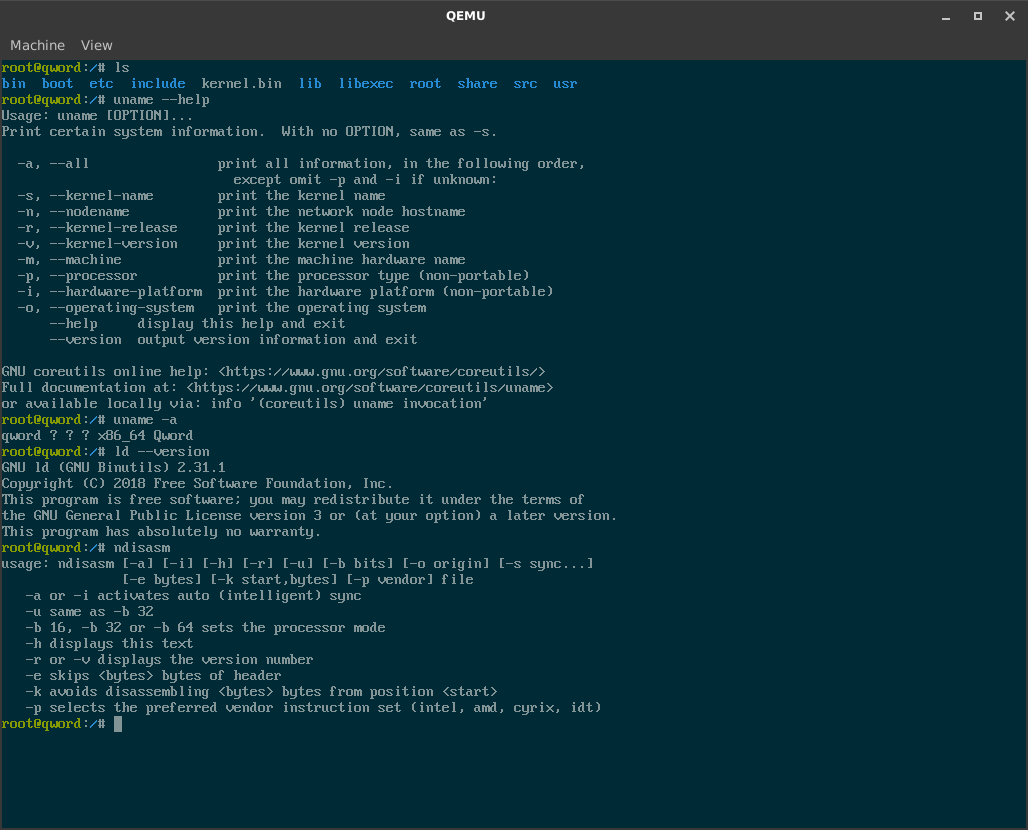 QEMU
Machine View
root@qword:/# ls
bin  boot  etc  include  kernel.bin  lib  libexec  root  share  src  usr
root@qword:/# uname --help
Usage: uname [OPTION]...
Print certain system information.  With no OPTION, same as -s.

  -a, --all                print all information, in the following order,
                             except omit -p and -i if unknown:
  -s, --kernel-name        print the kernel name
  -n, --nodename           print the network node hostname
  -r, --kernel-release     print the kernel release
  -v, --kernel-version     print the kernel version
  -m, --machine            print the machine hardware name
  -p, --processor          print the processor type (non-portable)
  -i, --hardware-platform  print the hardware platform (non-portable)
  -o, --operating-system   print the operating system
      --help     display this help and exit
      --version  output version information and exit

GNU coreutils online help: <https://www.gnu.org/software/coreutils/>
Full documentation at: <https://www.gnu.org/software/coreutils/uname>
or available locally via: info '(coreutils) uname invocation'
root@qword:/# uname -a
qword ? ? ? x86_64 Qword
root@qword:/# ld --version
GNU ld (GNU Binutils) 2.31.1
Copyright (C) 2018 Free Software Foundation, Inc.
This program is free software; you may redistribute it under the terms of
the GNU General Public License version 3 or (at your option) a later version.
This program has absolutely no warranty.
root@qword:/# ndisasm
usage: ndisasm [-a] [-i] [-h] [-r] [-u] [-b bits] [-o origin] [-s sync...]
               [-e bytes] [-k start,bytes] [-p vendor] file
   -a or -i activates auto (intelligent) sync
   -u same as -b 32
   -b 16, -b 32 or -b 64 sets the processor mode
   -h displays this text
   -r or -v displays the version number
   -e skips <bytes> bytes of header
   -k avoids disassembling <bytes> bytes from position <start>
   -p selects the preferred vendor instruction set (intel, amd, cyrix, idt)
root@qword:/#